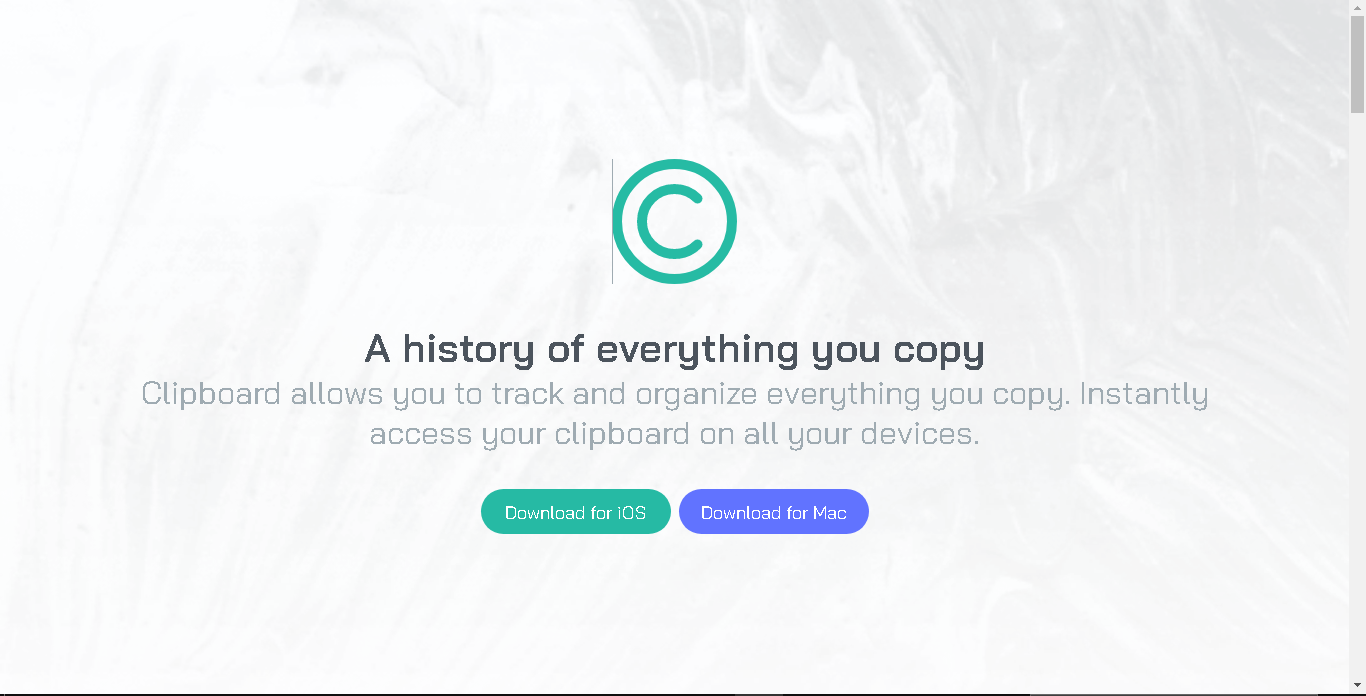 A history of everything you copy
Clipboard allows you to track and organize everything you copy. Instantly
access your clipboard on all your devices.
Download for iOS
Download for Mac